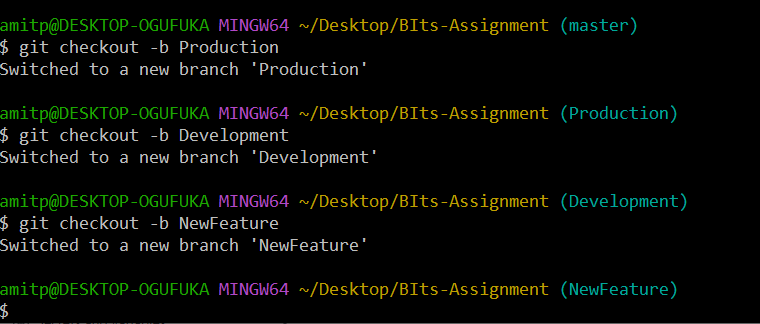 amitp@DESKTOP-OGUFUKA MINGW64 ~/Desktop/BIts-Assignment (master)
$ git checkout -b Production
Switched to a new branch 'Production'
amitp@DESKTOP-OGUFUKA MINGW64 ~/Desktop/BIts-Assignment (Production)
$ git checkout -b Development
Switched to a new branch 'Development'
amitp@DESKTOP-OGUFUKA MINGW64 ~/Desktop/BIts-Assignment (Development)
$ git checkout -b NewFeature
Switched to a new branch 'NewFeature'
amitp@DESKTOP-OGUFUKA MINGW64 ~/Desktop/BIts-Assignment (NewFeature)
$